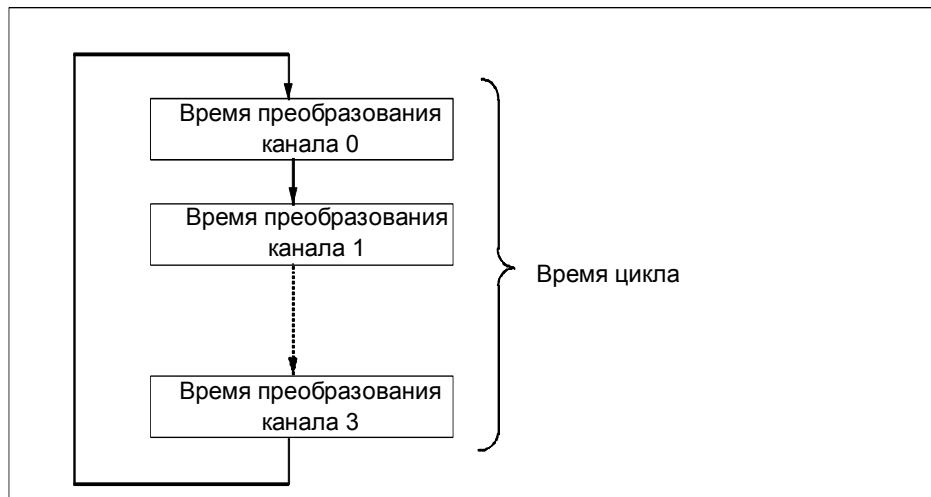 Время преобразования
канала 0
Время преобразования
канала 1
Время цикла
Время преобразования
канала 3